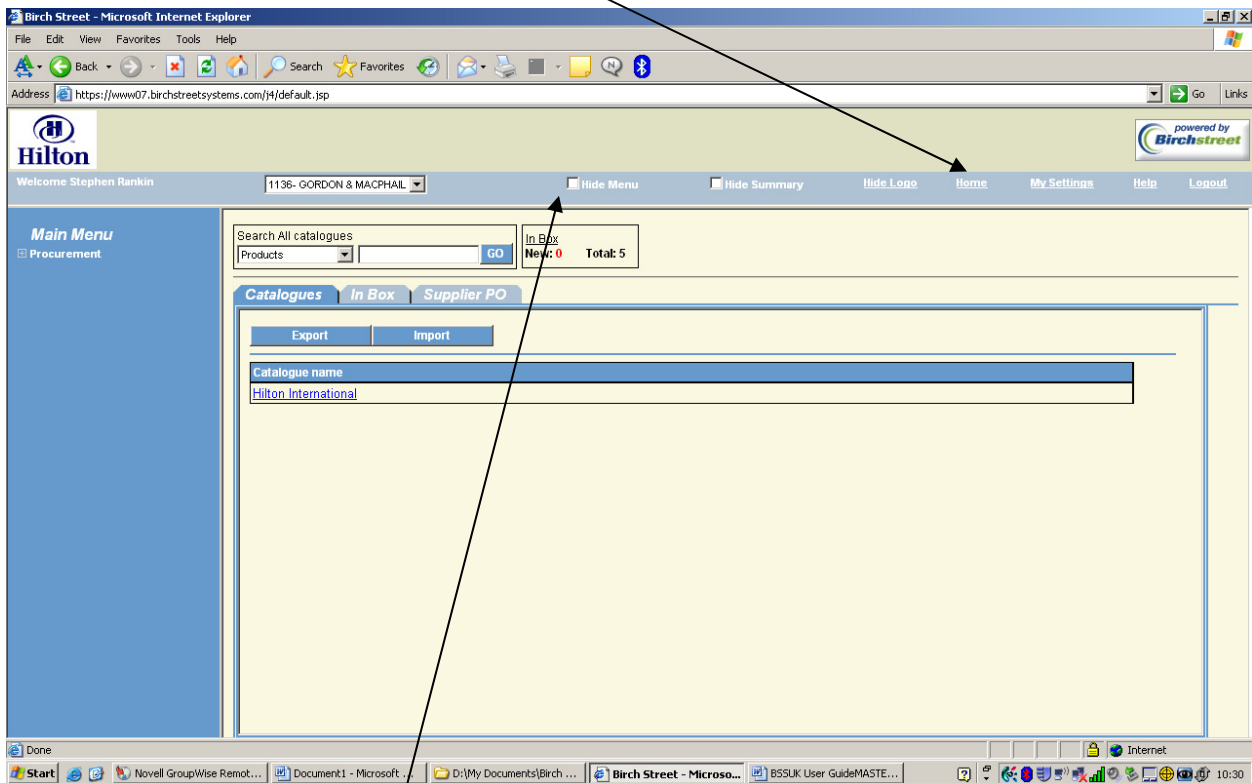 Birch Street - Microsoft Internet Explorer
File Edit View Favorites Tools Help
Back Search Favorites
Address https://www07.birchstreetsystems.com/j4/default.jsp Go Links
Hilton
powered by
Birchstreet
Welcome Stephen Rankin 1136- GORDON & MACPHAIL Hide Menu Hide Summary Hide Logo Home My Settings Help Logout
Main Menu
Procurement
Search All catalogues
Products GO
In Box
New: 0 Total: 5
Catalogues In Box Supplier PO
Export Import
Catalogue name
Hilton International
Done Internet
Start Novell GroupWise Remot... Document1 - Microsoft ... D:\My Documents\Birch ... Birch Street - Microso... BSSUK User GuideMASTE... 10:30